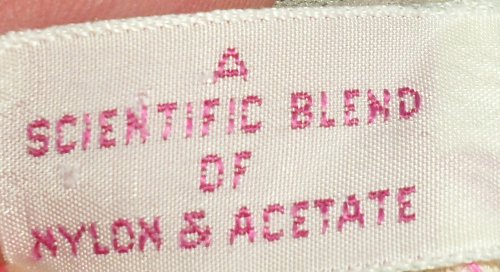 A
SCIENTIFIC BLEND
OF
NYLON & ACETATE